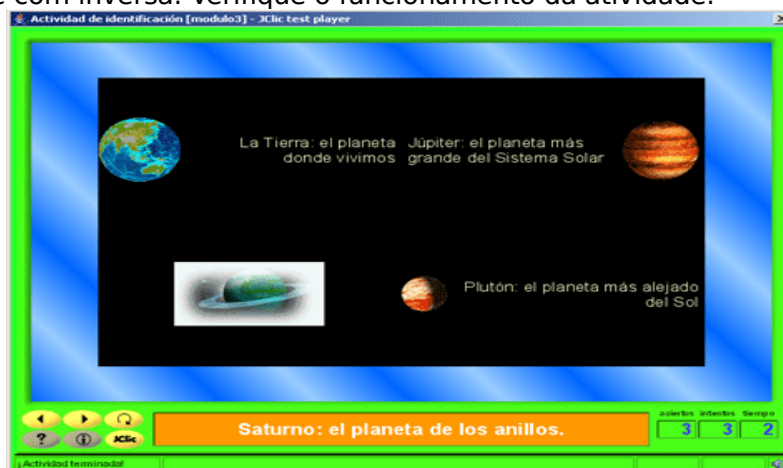 e com inversa. Verifique o funcionamento da atividade.
Actividad de identificación [modulo3] - JClic test player
La Tierra: el planeta
donde vivimos
Júpiter: el planeta más
grande del Sistema Solar
Plutón: el planeta más alejado
del Sol
Saturno: el planeta de los anillos.
aciertos intentos tiempo
3 3 2
? i JClic
¡Actividad terminada!